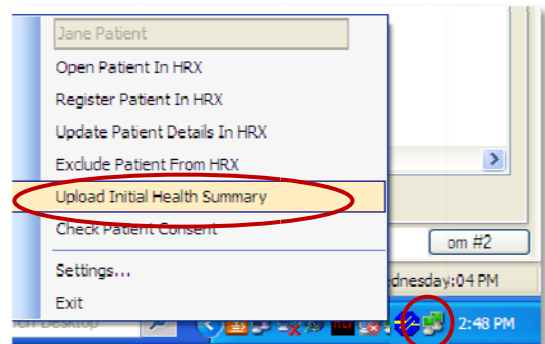 Jane Patient
Open Patient In HRX
Register Patient In HRX
Update Patient Details In HRX
Exclude Patient From HRX
Upload Initial Health Summary
Check Patient Consent
om #2
Settings...
dnesday:04 PM
Exit
Desktop
2:48 PM